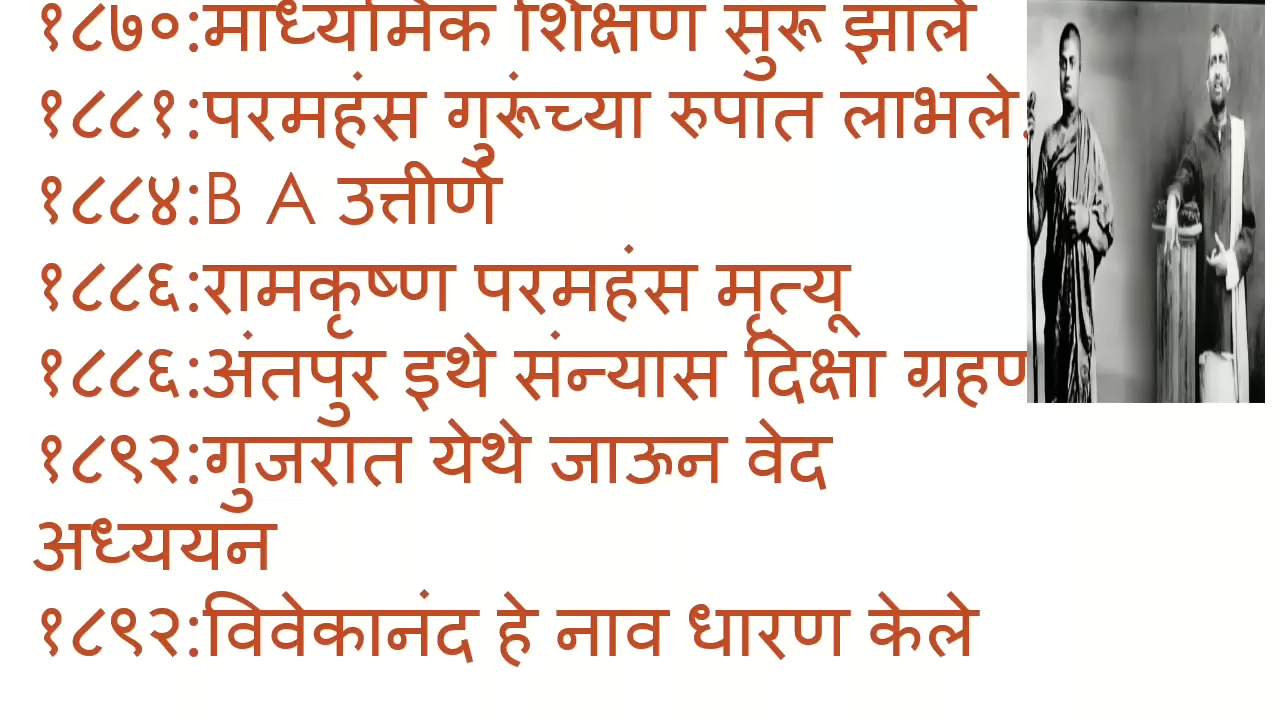 १८७०:माध्यमिक शिक्षण सुरू झाले
१८८१:परमहंस गुरूंच्या रुपात लाभले.
१८८४:B A उत्तीर्ण
१८८६:रामकृष्ण परमहंस मृत्यू
१८८६:अंतपुर इथे संन्यास दिक्षा ग्रहण
१८९२:गुजरात येथे जाऊन वेद
अध्ययन
१८९२:विवेकानंद हे नाव धारण केले